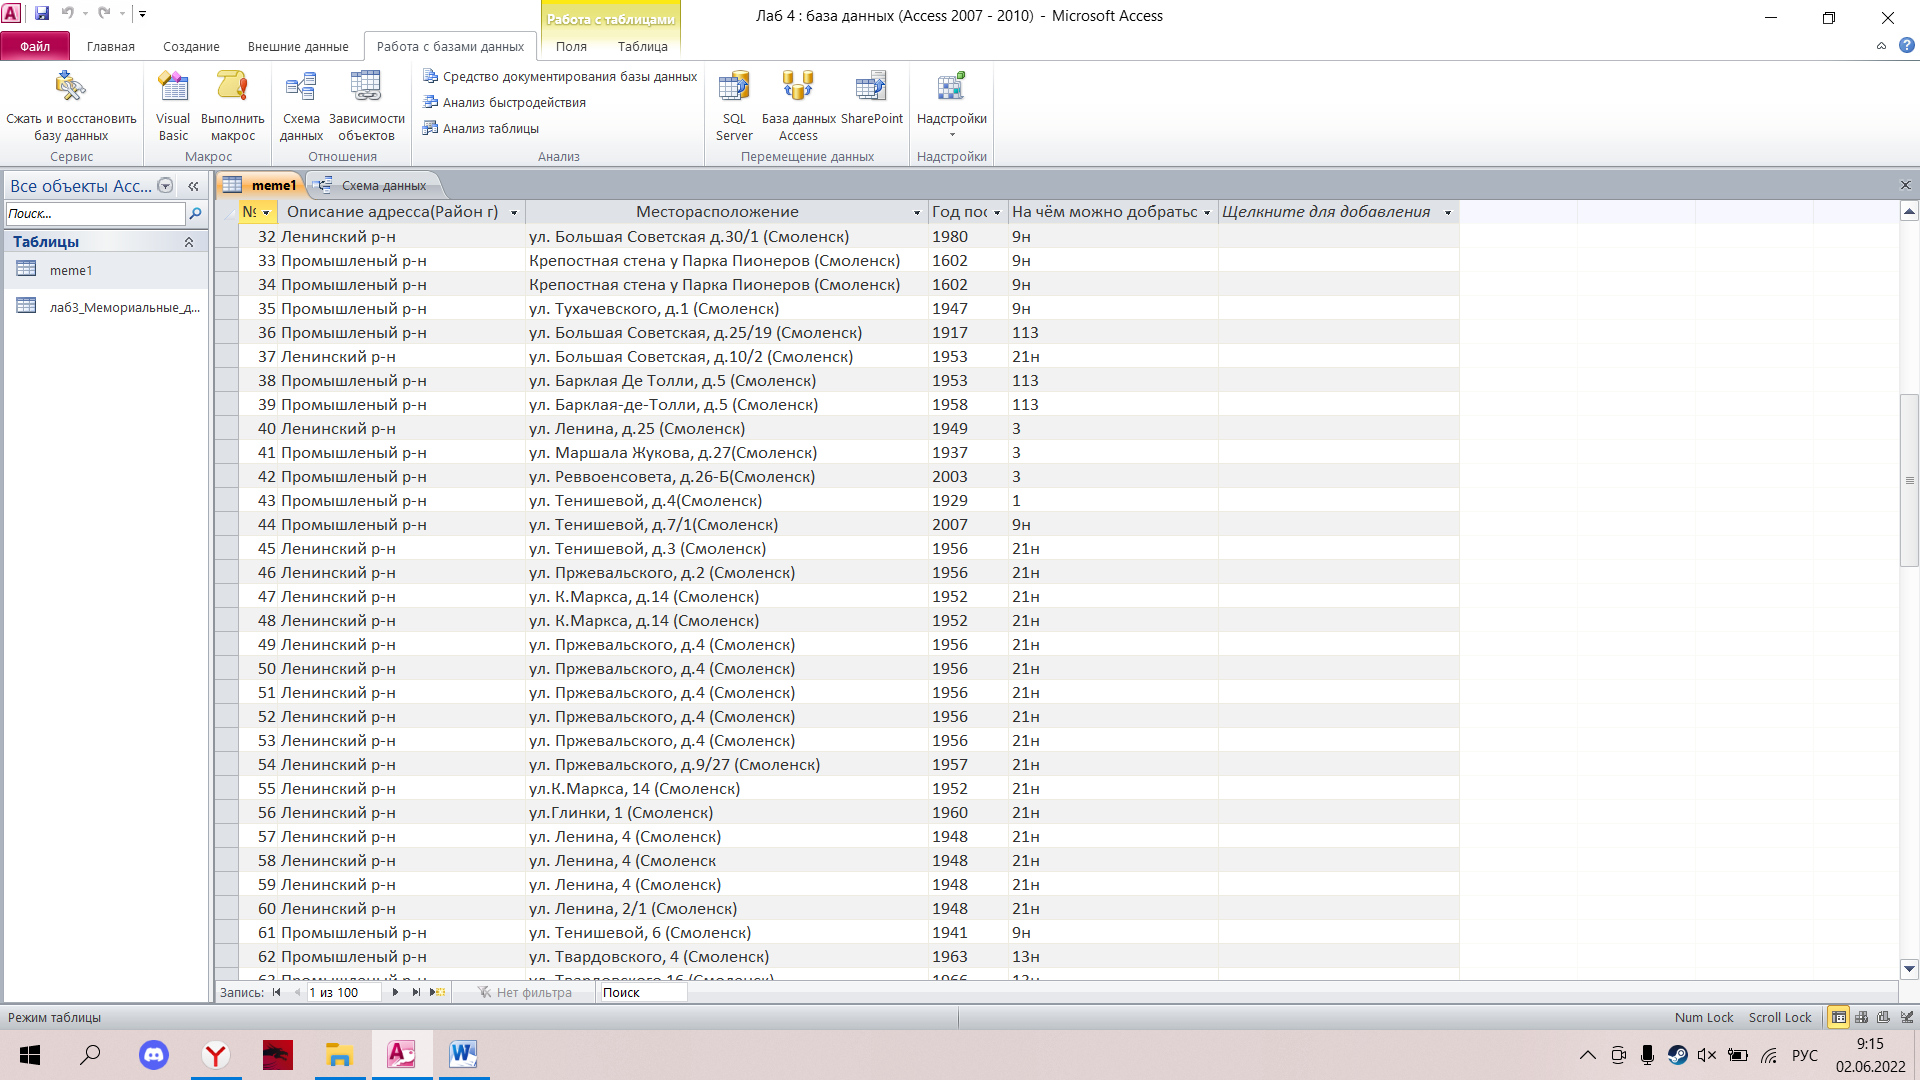 Лаб 4 : база данных (Access 2007 - 2010) - Microsoft Access
Работа с таблицами
Файл Главная Создание Внешние данные Работа с базами данных Поля Таблица
Сжать и восстановить базу данных
Visual Basic
Выполнить макрос
Схема данных
Зависимости объектов
Средство документирования базы данных
Анализ быстродействия
Анализ таблицы
SQL Server
База данных Access
SharePoint
Надстройки
Сервис Макрос Отношения Анализ Перемещение данных Надстройки
Все объекты Acc...
Поиск...
Таблицы
meme1
лаб3_Мемориальные_д...
meme1 Схема данных
№ Описание адреса(Район г) Месторасположение Год пос На чём можно добратьс Щелкните для добавления
32 Ленинский р-н ул. Большая Советская д.30/1 (Смоленск) 1980 9н
33 Промышленый р-н Крепостная стена у Парка Пионеров (Смоленск) 1602 9н
34 Промышленый р-н Крепостная стена у Парка Пионеров (Смоленск) 1602 9н
35 Промышленый р-н ул. Тухачевского, д.1 (Смоленск) 1947 9н
36 Промышленый р-н ул. Большая Советская, д.25/19 (Смоленск) 1917 113
37 Ленинский р-н ул. Большая Советская, д.10/2 (Смоленск) 1953 21н
38 Промышленый р-н ул. Барклая Де Толли, д.5 (Смоленск) 1953 113
39 Промышленый р-н ул. Барклая-де-Толли, д.5 (Смоленск) 1958 113
40 Ленинский р-н ул. Ленина, д.25 (Смоленск) 1949 3
41 Промышленый р-н ул. Маршала Жукова, д.27(Смоленск) 1937 3
42 Промышленый р-н ул. Реввоенсовета, д.26-Б(Смоленск) 2003 3
43 Промышленый р-н ул. Тенишевой, д.4(Смоленск) 1929 1
44 Промышленый р-н ул. Тенишевой, д.7/1(Смоленск) 2007 9н
45 Ленинский р-н ул. Тенишевой, д.3 (Смоленск) 1956 21н
46 Ленинский р-н ул. Пржевальского, д.2 (Смоленск) 1956 21н
47 Ленинский р-н ул. К.Маркса, д.14 (Смоленск) 1952 21н
48 Ленинский р-н ул. К.Маркса, д.14 (Смоленск) 1952 21н
49 Ленинский р-н ул. Пржевальского, д.4 (Смоленск) 1956 21н
50 Ленинский р-н ул. Пржевальского, д.4 (Смоленск) 1956 21н
51 Ленинский р-н ул. Пржевальского, д.4 (Смоленск) 1956 21н
52 Ленинский р-н ул. Пржевальского, д.4 (Смоленск) 1956 21н
53 Ленинский р-н ул. Пржевальского, д.4 (Смоленск) 1956 21н
54 Ленинский р-н ул. Пржевальского, д.9/27 (Смоленск) 1957 21н
55 Ленинский р-н ул.К.Маркса, 14 (Смоленск) 1952 21н
56 Ленинский р-н ул.Глинки, 1 (Смоленск) 1960 21н
57 Ленинский р-н ул. Ленина, 4 (Смоленск) 1948 21н
58 Ленинский р-н ул. Ленина, 4 (Смоленск 1948 21н
59 Ленинский р-н ул. Ленина, 4 (Смоленск) 1948 21н
60 Ленинский р-н ул. Ленина, 2/1 (Смоленск) 1948 21н
61 Промышленый р-н ул. Тенишевой, 6 (Смоленск) 1941 9н
62 Промышленый р-н ул. Твардовского, 4 (Смоленск) 1963 13н
63 Промышленый р-н ул. Твардовского 16 (Смоленск) 1966 13н
Запись: 1 из 100 Нет фильтра Поиск
Режим таблицы Num Lock Scroll Lock
РУС
9:15
02.06.2022